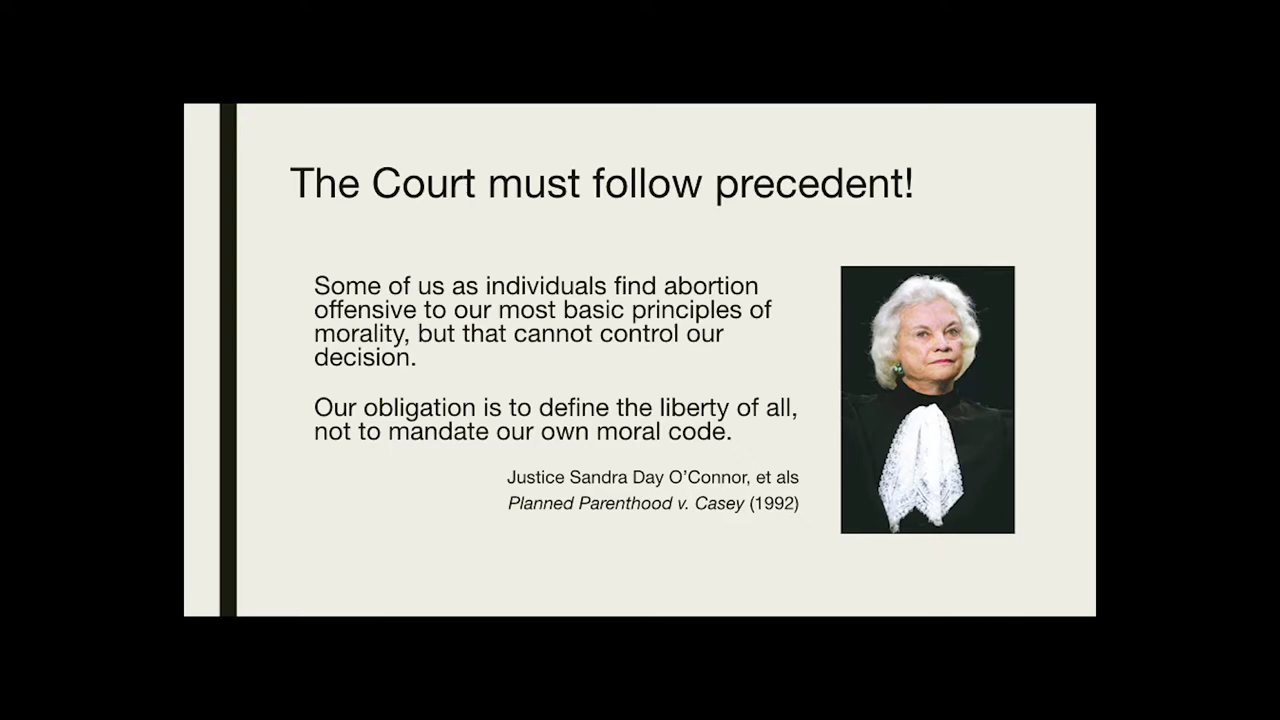 The Court must follow precedent!
Some of us as individuals find abortion
offensive to our most basic principles of
morality, but that cannot control our
decision.
Our obligation is to define the liberty of all,
not to mandate our own moral code.
Justice Sandra Day O’Connor, et als
Planned Parenthood v. Casey (1992)